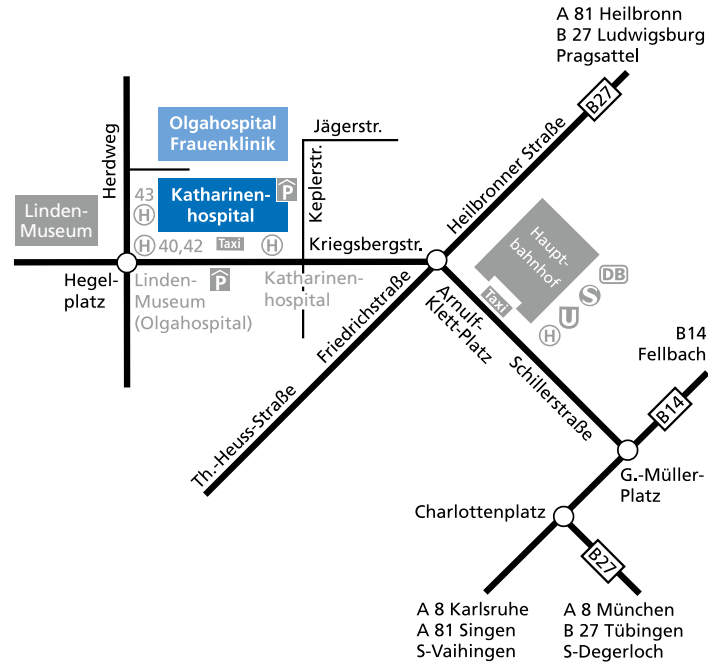 A 81 Heilbronn
B 27 Ludwigsburg
Pragsattel
B27
Heilbronner Straße
Herdweg
Olgahospital
Frauenklinik
Jägerstr.
Keplerstr.
43
H
Katharinen-
hospital
P
Linden-
Museum
H 40,42 Taxi H
Kriegsbergstr.
Hegel-
platz
Linden-
Museum
(Olgahospital)
P
Katharinen-
hospital
Friedrichstraße
Th.-Heuss-Straße
Haupt-
bahnhof
Taxi
H U S DB
Arnulf-
Klett-Platz
Schillerstraße
B14
Fellbach
B14
G.-Müller-
Platz
Charlottenplatz
B27
A 8 Karlsruhe
A 81 Singen
S-Vaihingen
A 8 München
B 27 Tübingen
S-Degerloch